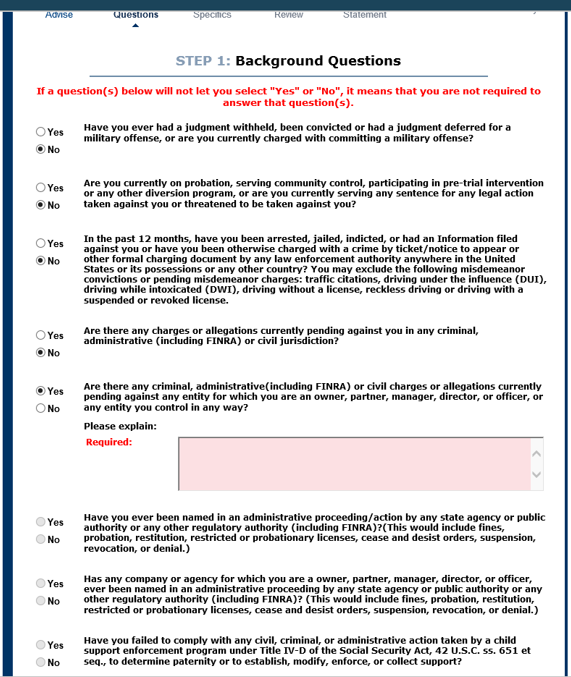 Advise Questions Specifics Review Statement
STEP 1: Background Questions
If a question(s) below will not let you select "Yes" or "No", it means that you are not required to
answer that question(s).
Yes
No
Have you ever had a judgment withheld, been convicted or had a judgment deferred for a
military offense, or are you currently charged with committing a military offense?
Yes
No
Are you currently on probation, serving community control, participating in pre-trial intervention
or any other diversion program, or are you currently serving any sentence for any legal action
taken against you or threatened to be taken against you?
Yes
No
In the past 12 months, have you been arrested, jailed, indicted, or had an Information filed
against you or have you been otherwise charged with a crime by ticket/notice to appear or
other formal charging document by any law enforcement authority anywhere in the United
States or its possessions or any other country? You may exclude the following misdemeanor
convictions or pending misdemeanor charges: traffic citations, driving under the influence (DUI),
driving while intoxicated (DWI), driving without a license, reckless driving or driving with a
suspended or revoked license.
Yes
No
Are there any charges or allegations currently pending against you in any criminal,
administrative (including FINRA) or civil jurisdiction?
Yes
No
Are there any criminal, administrative(including FINRA) or civil charges or allegations currently
pending against any entity for which you are an owner, partner, manager, director, or officer, or
any entity you control in any way?
Please explain:
Required:
Yes
No
Have you ever been named in an administrative proceeding/action by any state agency or public
authority or any other regulatory authority (including FINRA)?(This would include fines,
probation, restitution, restricted or probationary licenses, cease and desist orders, suspension,
revocation, or denial.)
Yes
No
Has any company or agency for which you are a owner, partner, manager, director, or officer,
ever been named in an administrative proceeding by any state agency or public authority or any
other regulatory authority (including FINRA)? (This would include fines, probation, restitution,
restricted or probationary licenses, cease and desist orders, suspension, revocation, or denial.)
Yes
No
Have you failed to comply with any civil, criminal, or administrative action taken by a child
support enforcement program under Title IV-D of the Social Security Act, 42 U.S.C. ss. 651 et
seq., to determine paternity or to establish, modify, enforce, or collect support?